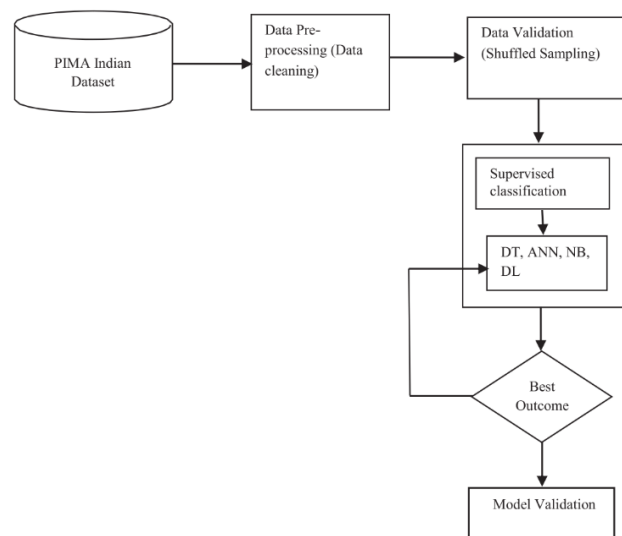 PIMA Indian
Dataset
Data Pre-
processing (Data
cleaning)
Data Validation
(Shuffled Sampling)
Supervised
classification
DT, ANN, NB,
DL
Best
Outcome
Model Validation